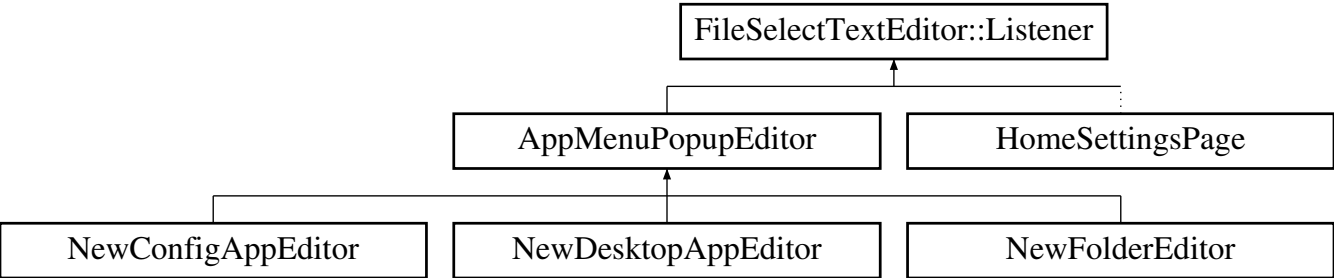 FileSelectTextEditor::Listener
AppMenuPopupEditor
HomeSettingsPage
NewConfigAppEditor
NewDesktopAppEditor
NewFolderEditor